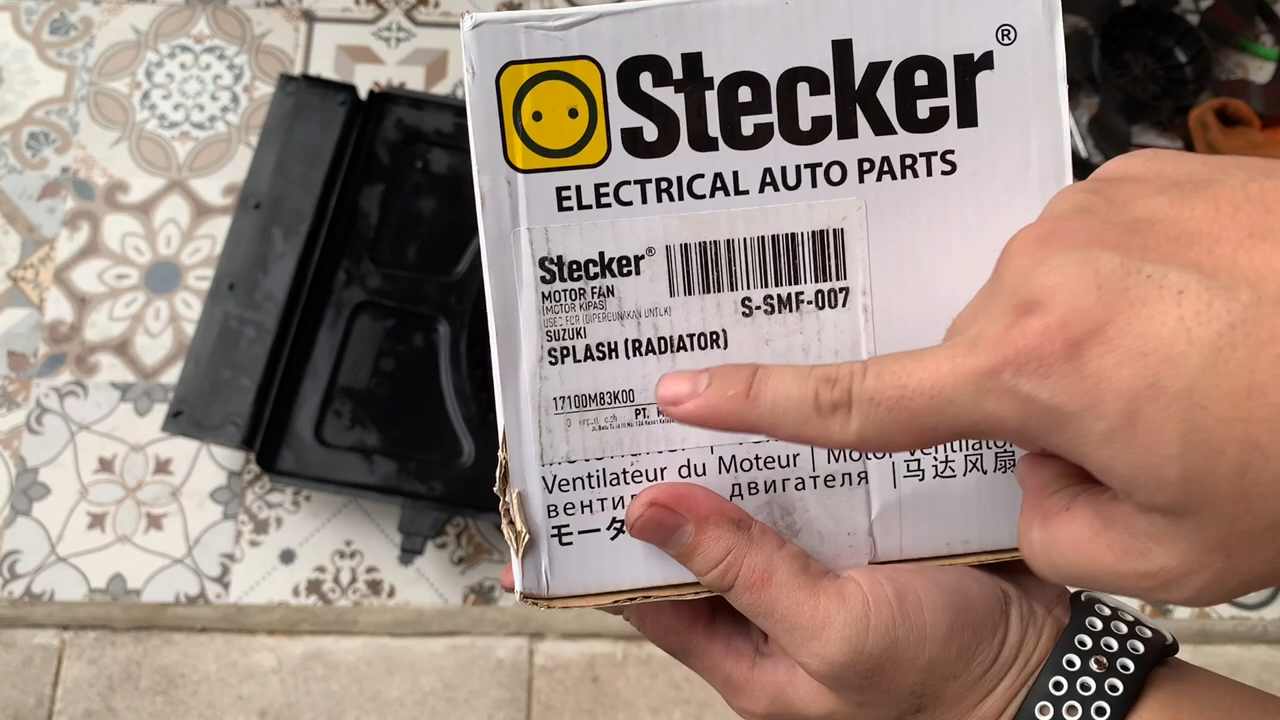 Stecker®
ELECTRICAL AUTO PARTS
Stecker®
MOTOR FAN
(MOTOR KIPAS)
USED FOR (DIPERGUNAKAN UNTUK)
S-SMF-007
SUZUKI
SPLASH (RADIATOR)
17100M83K00
PT.
Ventilateur du Moteur | Motor Ventilator
венти двигателя | 马达风扇
モータ